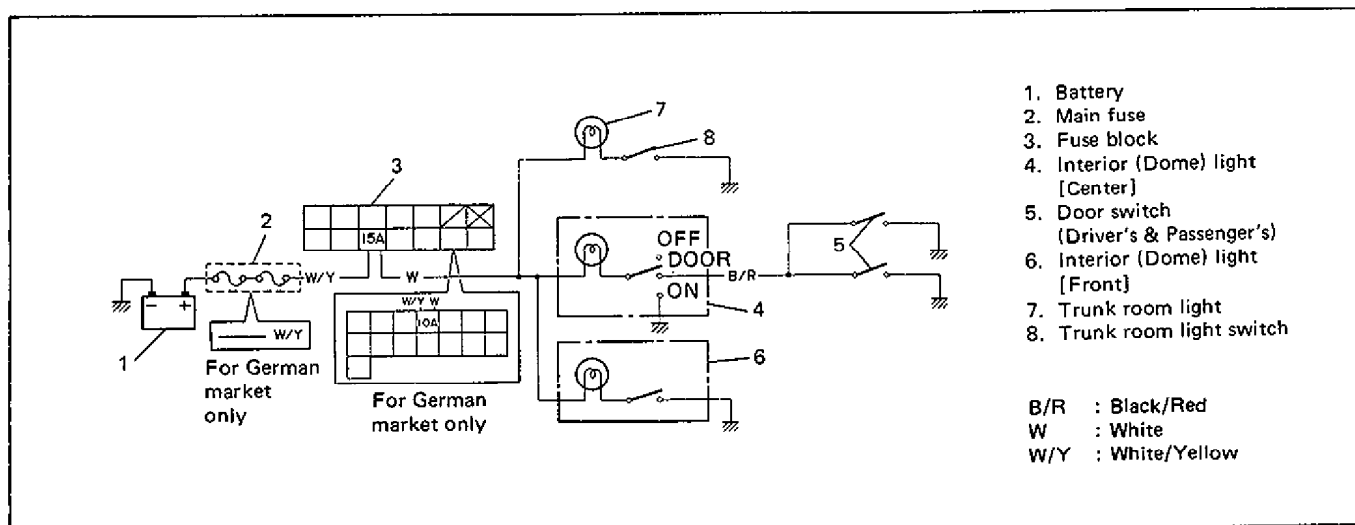 7
8
3
2
15A
W/Y
W
OFF
DOOR
ON
B/R
5
4
- +
1
W/Y
For German
market
only
W/Y W
10A
For German
market only
6
1. Battery
2. Main fuse
3. Fuse block
4. Interior (Dome) light
[Center]
5. Door switch
(Driver's & Passenger's)
6. Interior (Dome) light
[Front]
7. Trunk room light
8. Trunk room light switch
B/R : Black/Red
W : White
W/Y : White/Yellow